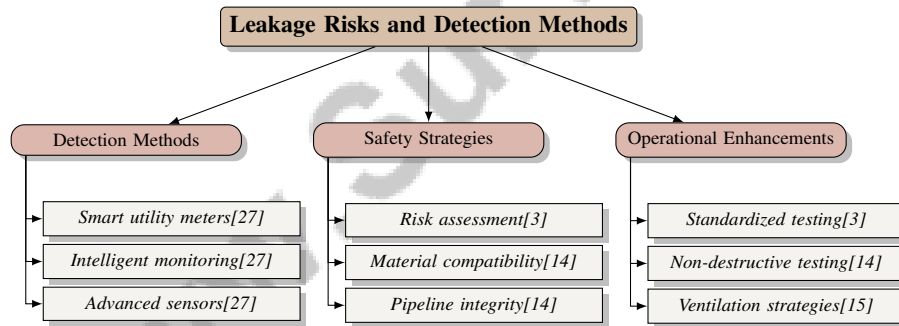 Leakage Risks and Detection Methods
Detection Methods
Smart utility meters[27]
Intelligent monitoring[27]
Advanced sensors[27]
Safety Strategies
Risk assessment[3]
Material compatibility[14]
Pipeline integrity[14]
Operational Enhancements
Standardized testing[3]
Non-destructive testing[14]
Ventilation strategies[15]